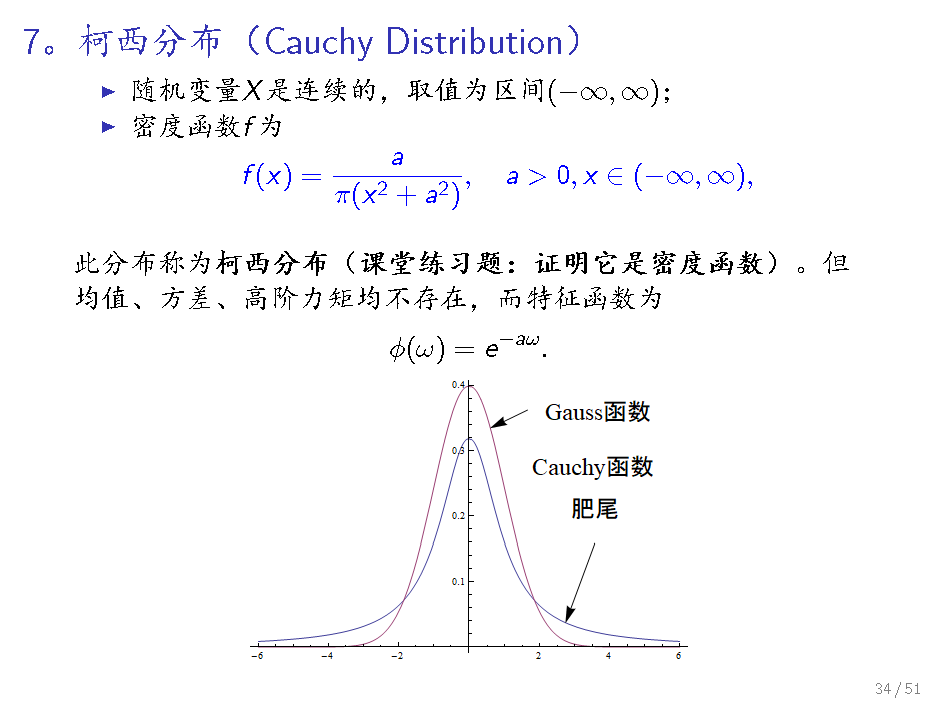 7。柯西分布（Cauchy Distribution）
▶ 随机变量X是连续的，取值为区间(−∞, ∞)；
▶ 密度函数f为
f(x) = a / π(x² + a²), a > 0, x ∈ (−∞, ∞),
此分布称为柯西分布（课堂练习题：证明它是密度函数）。但
均值、方差、高阶力矩均不存在，而特征函数为
ϕ(ω) = e^{−aω}.
0.4
Gauss函数
0.3
Cauchy函数
肥尾
0.2
0.1
−6 −4 −2 2 4 6
34 / 51